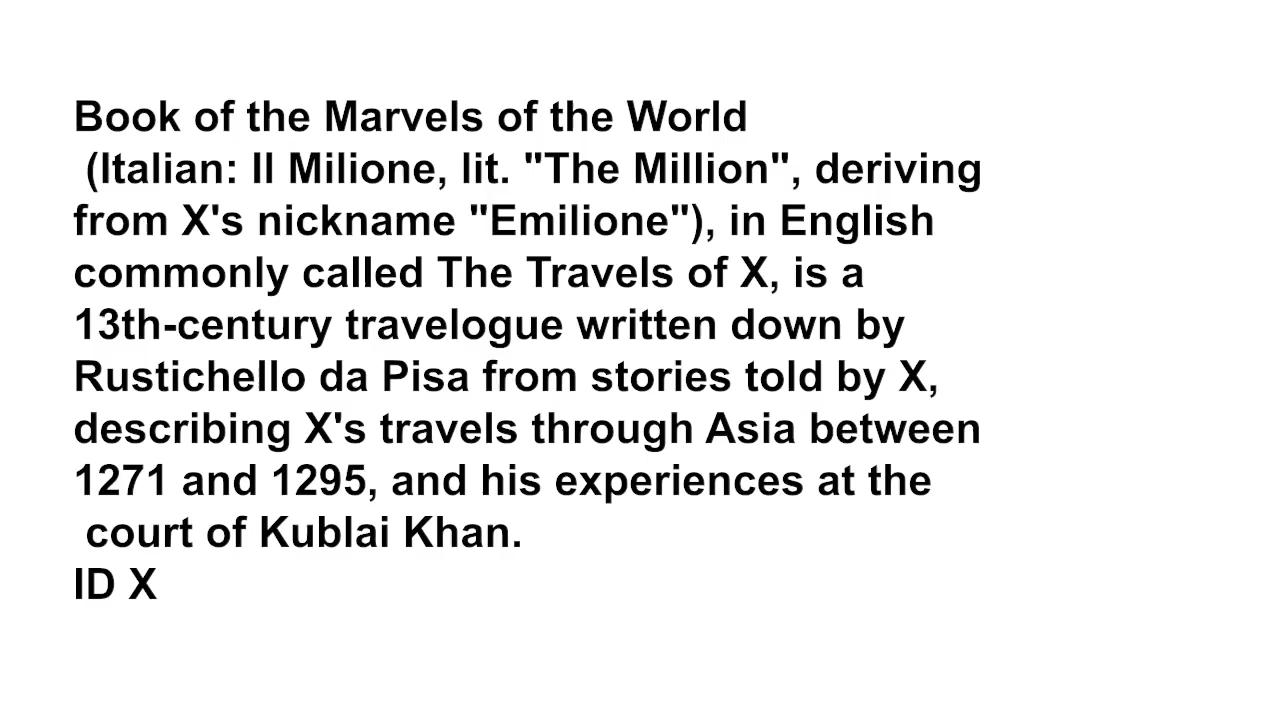 Book of the Marvels of the World
(Italian: Il Milione, lit. "The Million", deriving
from X's nickname "Emilione"), in English
commonly called The Travels of X, is a
13th-century travelogue written down by
Rustichello da Pisa from stories told by X,
describing X's travels through Asia between
1271 and 1295, and his experiences at the
court of Kublai Khan.
ID X